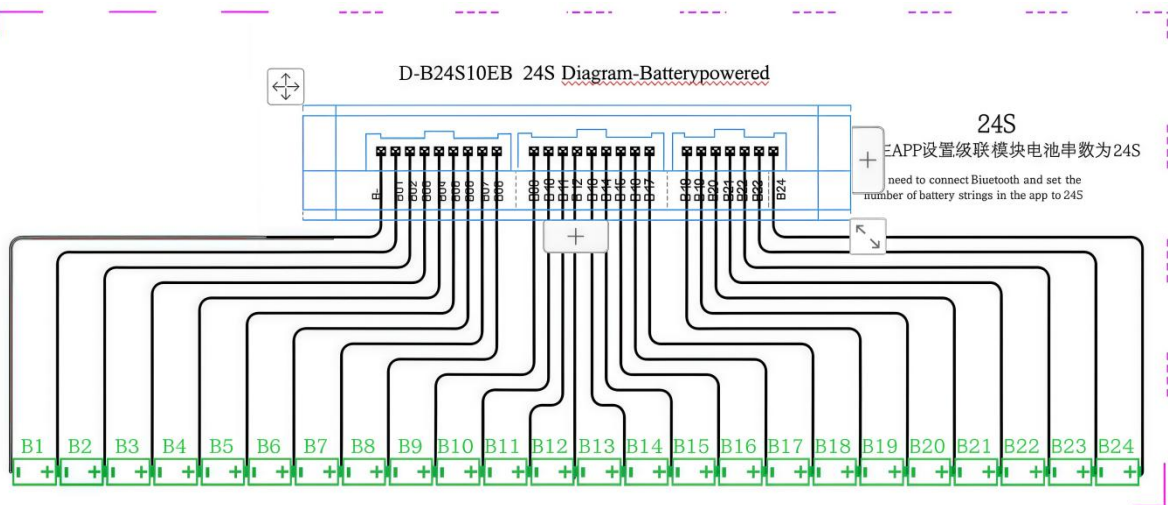 D-B24S10EB 24S Diagram-Batterypowered
24S
EAPP设置级联模块电池串数为24S
need to connect Biuetooth and set the
number of battery strings in the app to 24S
B- B01 B02 B03 B04 B05 B06 B07 B08
B09 B10 B11 B12 B13 B14 B15 B16 B17
B18 B19 B20 B21 B22 B23 B24
B1 B2 B3 B4 B5 B6 B7 B8 B9 B10 B11 B12 B13 B14 B15 B16 B17 B18 B19 B20 B21 B22 B23 B24